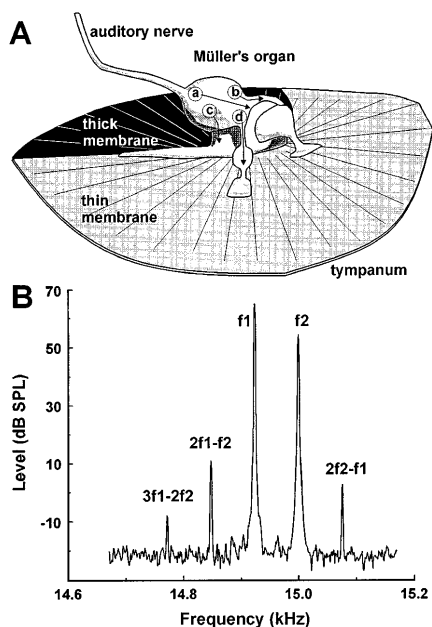 A
auditory nerve
Müller's organ
a
b
c
d
thick
membrane
thin
membrane
tympanum
B
70
50
30
10
-10
Level (dB SPL)
f1
f2
2f1-f2
2f2-f1
3f1-2f2
14.6
14.8
15.0
15.2
Frequency (kHz)